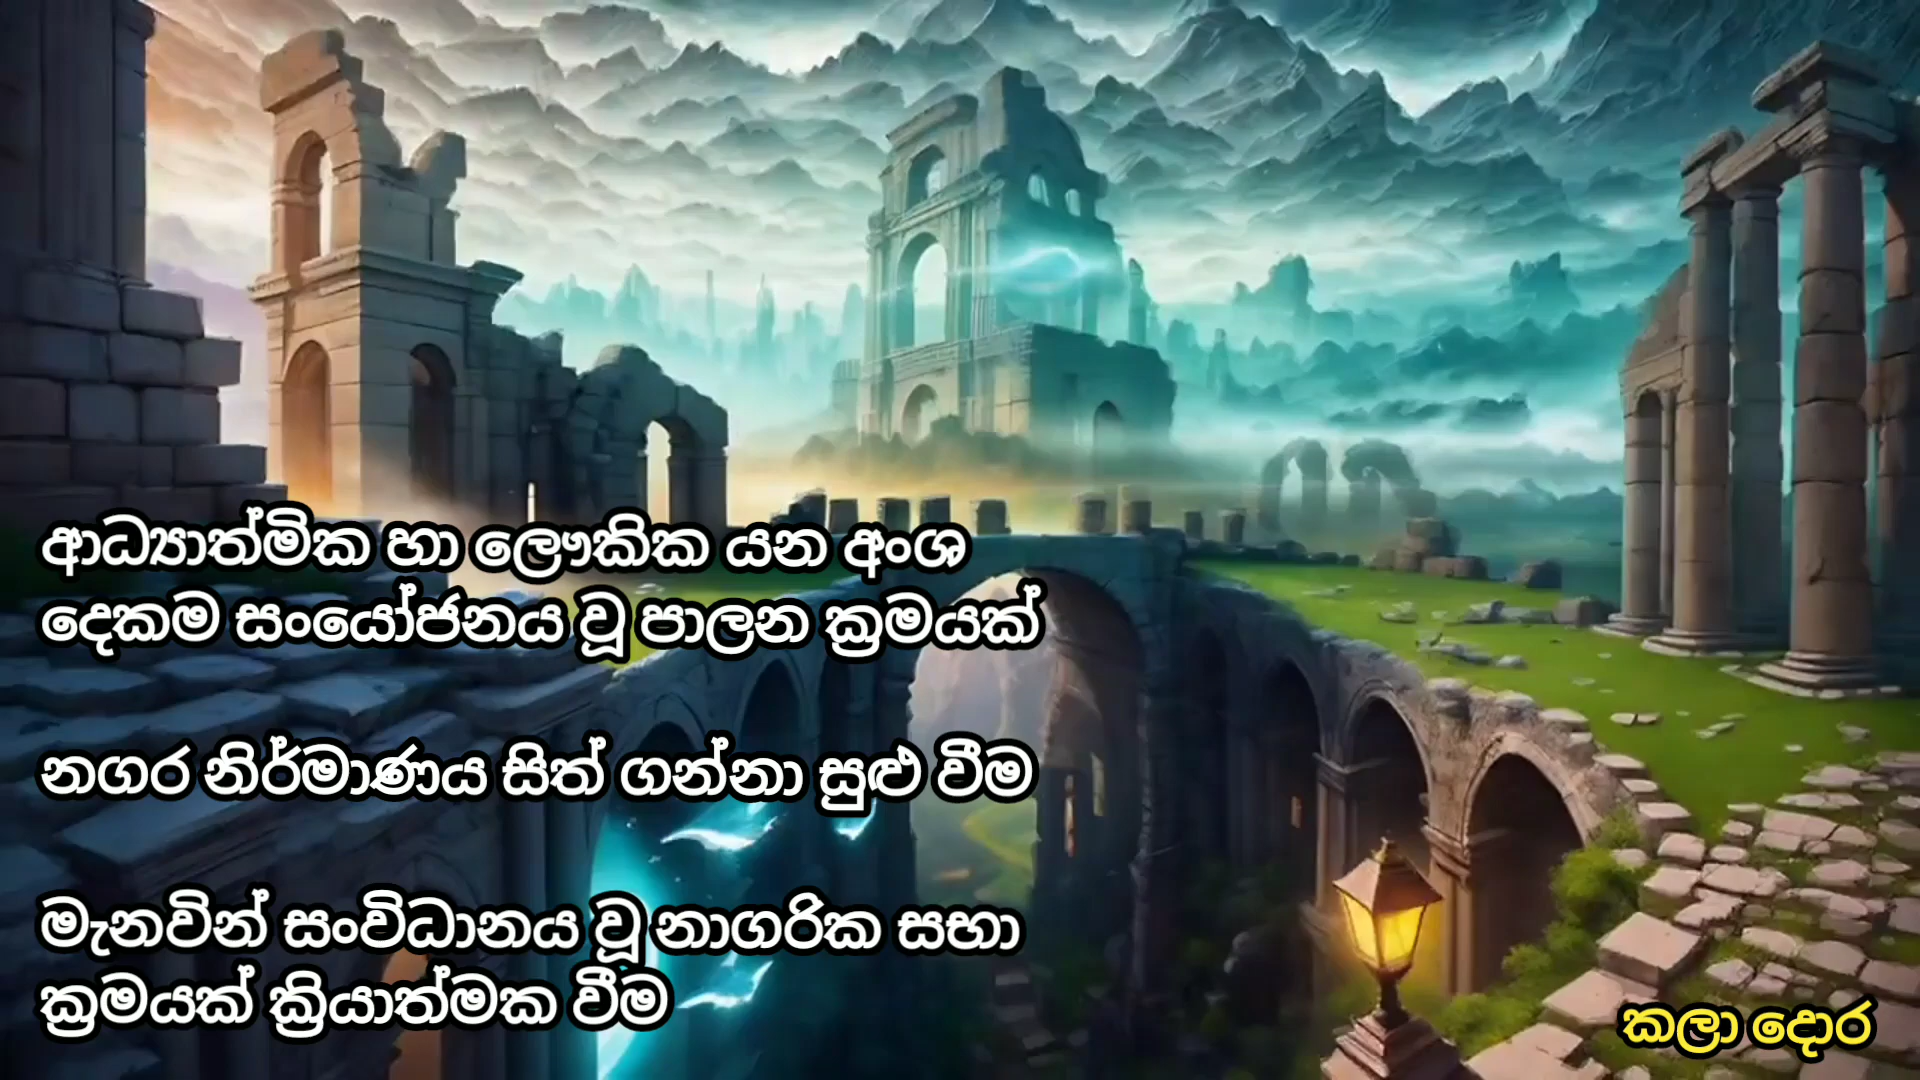 ආධ්‍යාත්මික හා ලෞකික යන අංශ
දෙකම සංයෝජනය වූ පාලන ක්‍රමයක්
නගර නිර්මාණය සිත් ගන්නා සුළු වීම
මැනවින් සංවිධානය වූ නාගරික සභා
ක්‍රමයක් ක්‍රියාත්මක වීම
කලා දොර